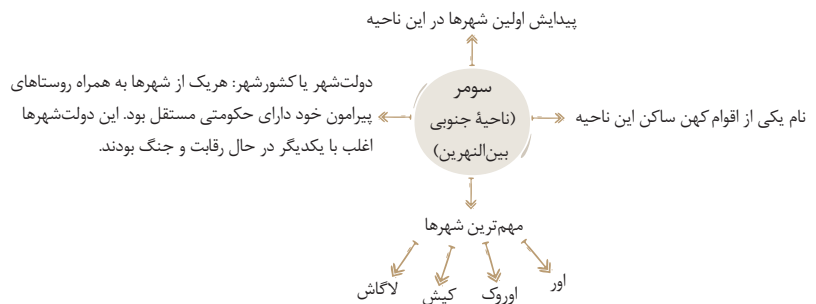 پیدایش اولین شهرها در این ناحیه
سومر
(ناحیهٔ جنوبی
بین‌النهرین)
نام یکی از اقوام کهن ساکن این ناحیه
دولت‌شهر یا کشورشهر: هریک از شهرها به همراه روستاهای
پیرامون خود دارای حکومتی مستقل بود. این دولت‌شهرها
اغلب با یکدیگر در حال رقابت و جنگ بودند.
مهم‌ترین شهرها
اور
اوروک
کیش
لاگاش